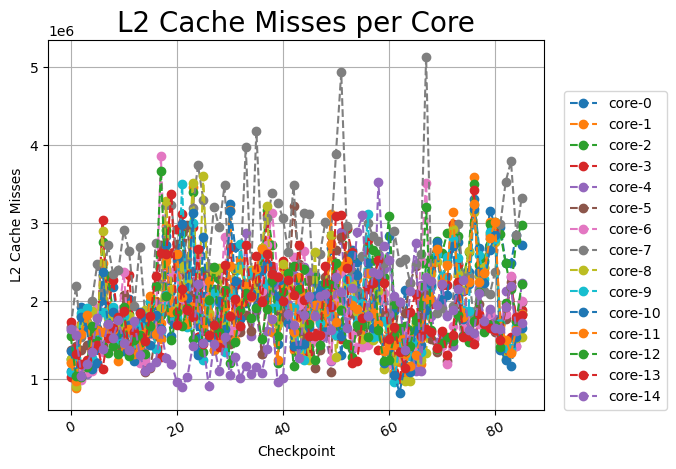 L2 Cache Misses per Core
1e6
5
4
3
2
1
L2 Cache Misses
0
20
40
60
80
Checkpoint
core-0
core-1
core-2
core-3
core-4
core-5
core-6
core-7
core-8
core-9
core-10
core-11
core-12
core-13
core-14